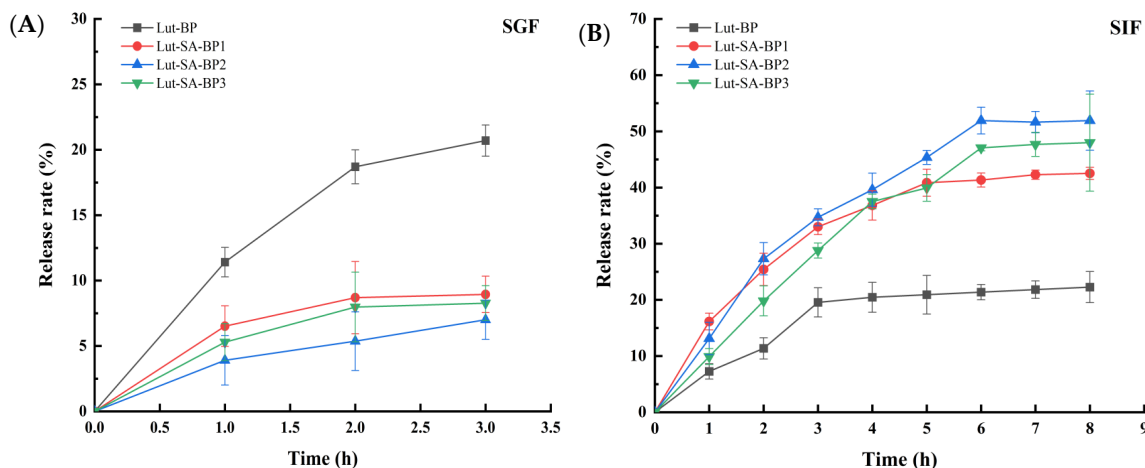 (A)
SGF
Lut-BP
Lut-SA-BP1
Lut-SA-BP2
Lut-SA-BP3
30
25
20
15
10
5
0
Release rate (%)
0.0 0.5 1.0 1.5 2.0 2.5 3.0 3.5
Time (h)
(B)
SIF
Lut-BP
Lut-SA-BP1
Lut-SA-BP2
Lut-SA-BP3
70
60
50
40
30
20
10
0
Release rate (%)
0 1 2 3 4 5 6 7 8 9
Time (h)